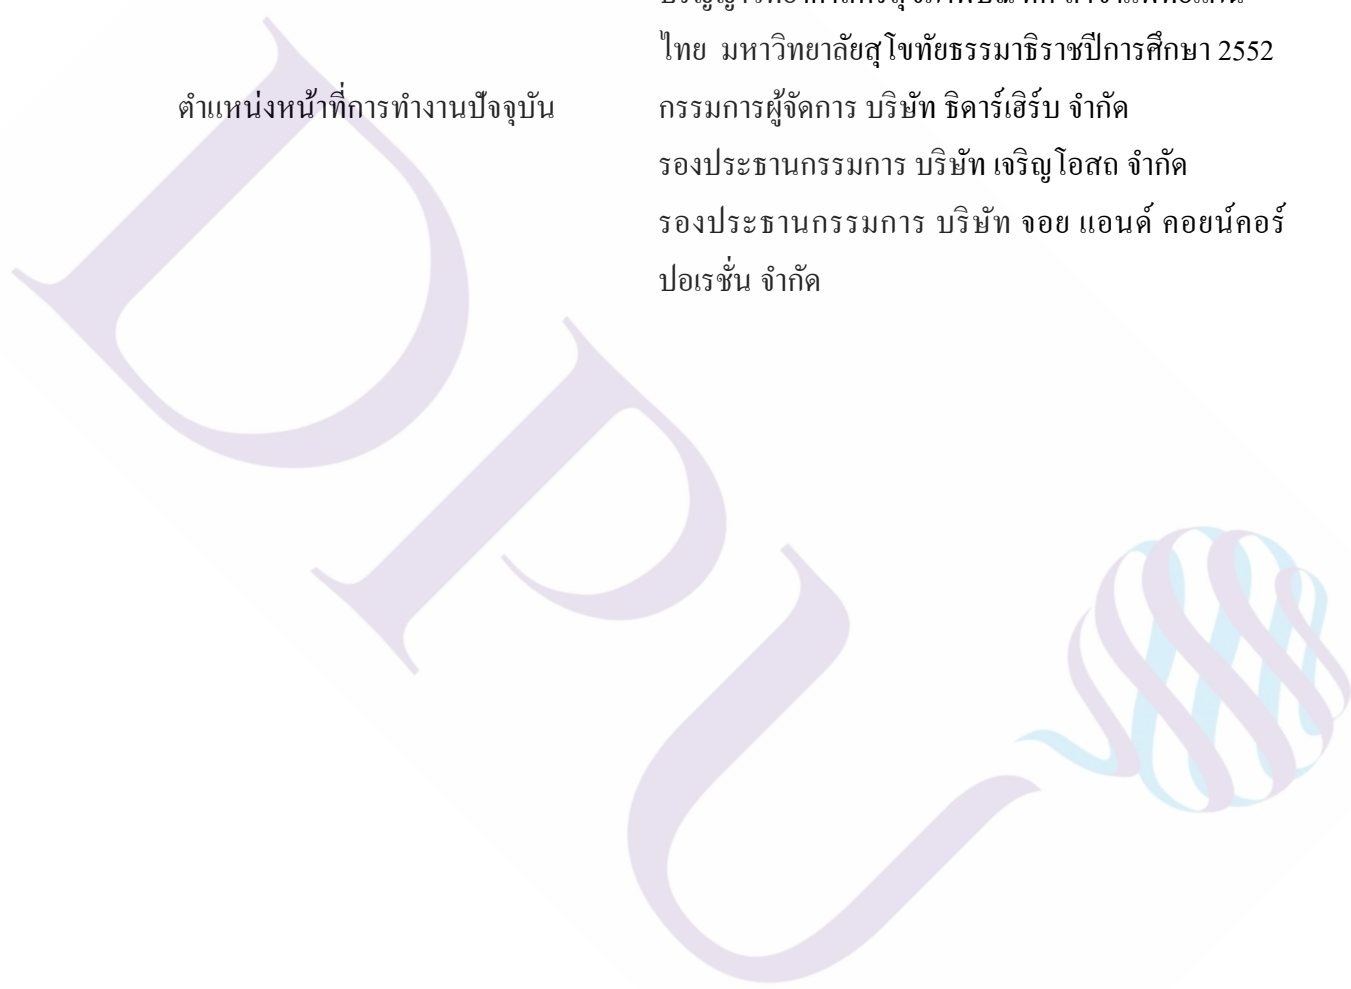 ไทย มหาวิทยาลัยสุโขทัยธรรมาธิราชปีการศึกษา 2552
ตำแหน่งหน้าที่การทำงานปัจจุบัน กรรมการผู้จัดการ บริษัท ธิดาร์เฮิร์บ จำกัด
รองประธานกรรมการ บริษัท เจริญโอสถ จำกัด
รองประธานกรรมการ บริษัท จอย แอนด์ คอยน์คอร์
ปอเรชั่น จำกัด
DPU